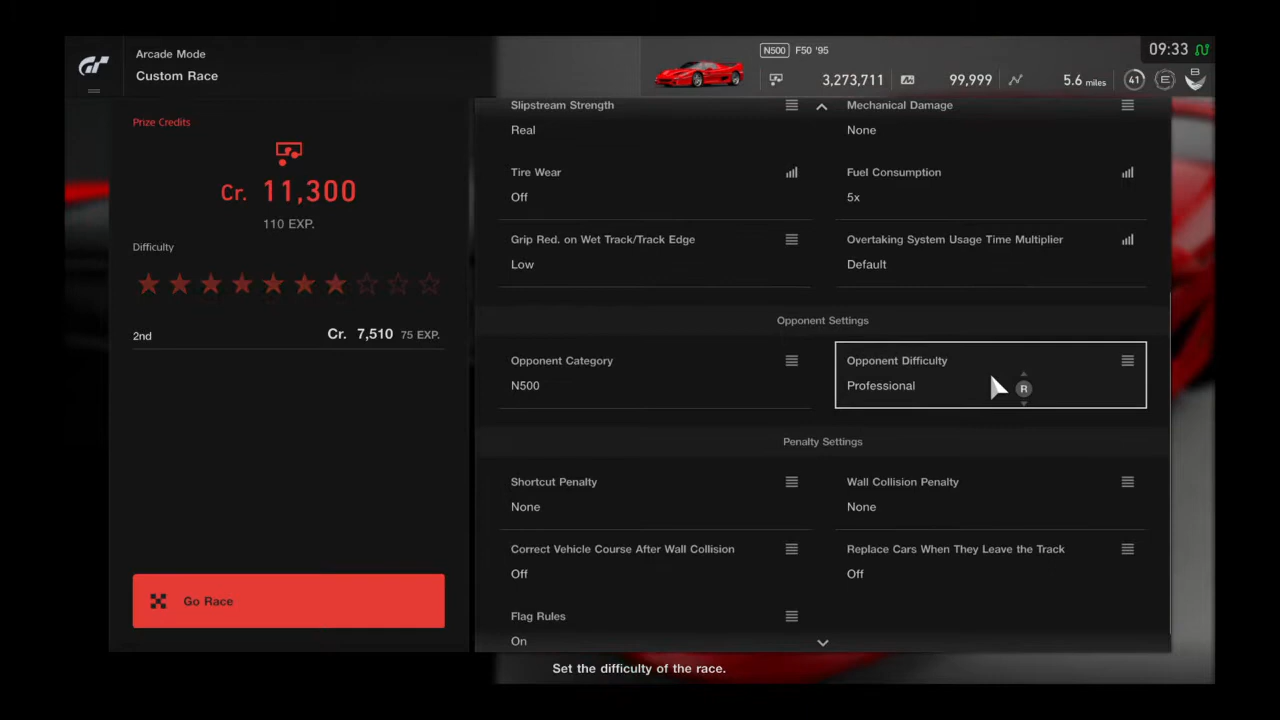 Arcade Mode
Custom Race
N500 F50 '95
09:33
3,273,711 99,999 5.6 miles 41 E B
Prize Credits
Cr. 11,300
110 EXP.
Difficulty
2nd Cr. 7,510 75 EXP.
Go Race
Slipstream Strength
Real
Mechanical Damage
None
Tire Wear
Off
Fuel Consumption
5x
Grip Red. on Wet Track/Track Edge
Low
Overtaking System Usage Time Multiplier
Default
Opponent Settings
Opponent Category
N500
Opponent Difficulty
Professional
R
Penalty Settings
Shortcut Penalty
None
Wall Collision Penalty
None
Correct Vehicle Course After Wall Collision
Off
Replace Cars When They Leave the Track
Off
Flag Rules
On
Set the difficulty of the race.